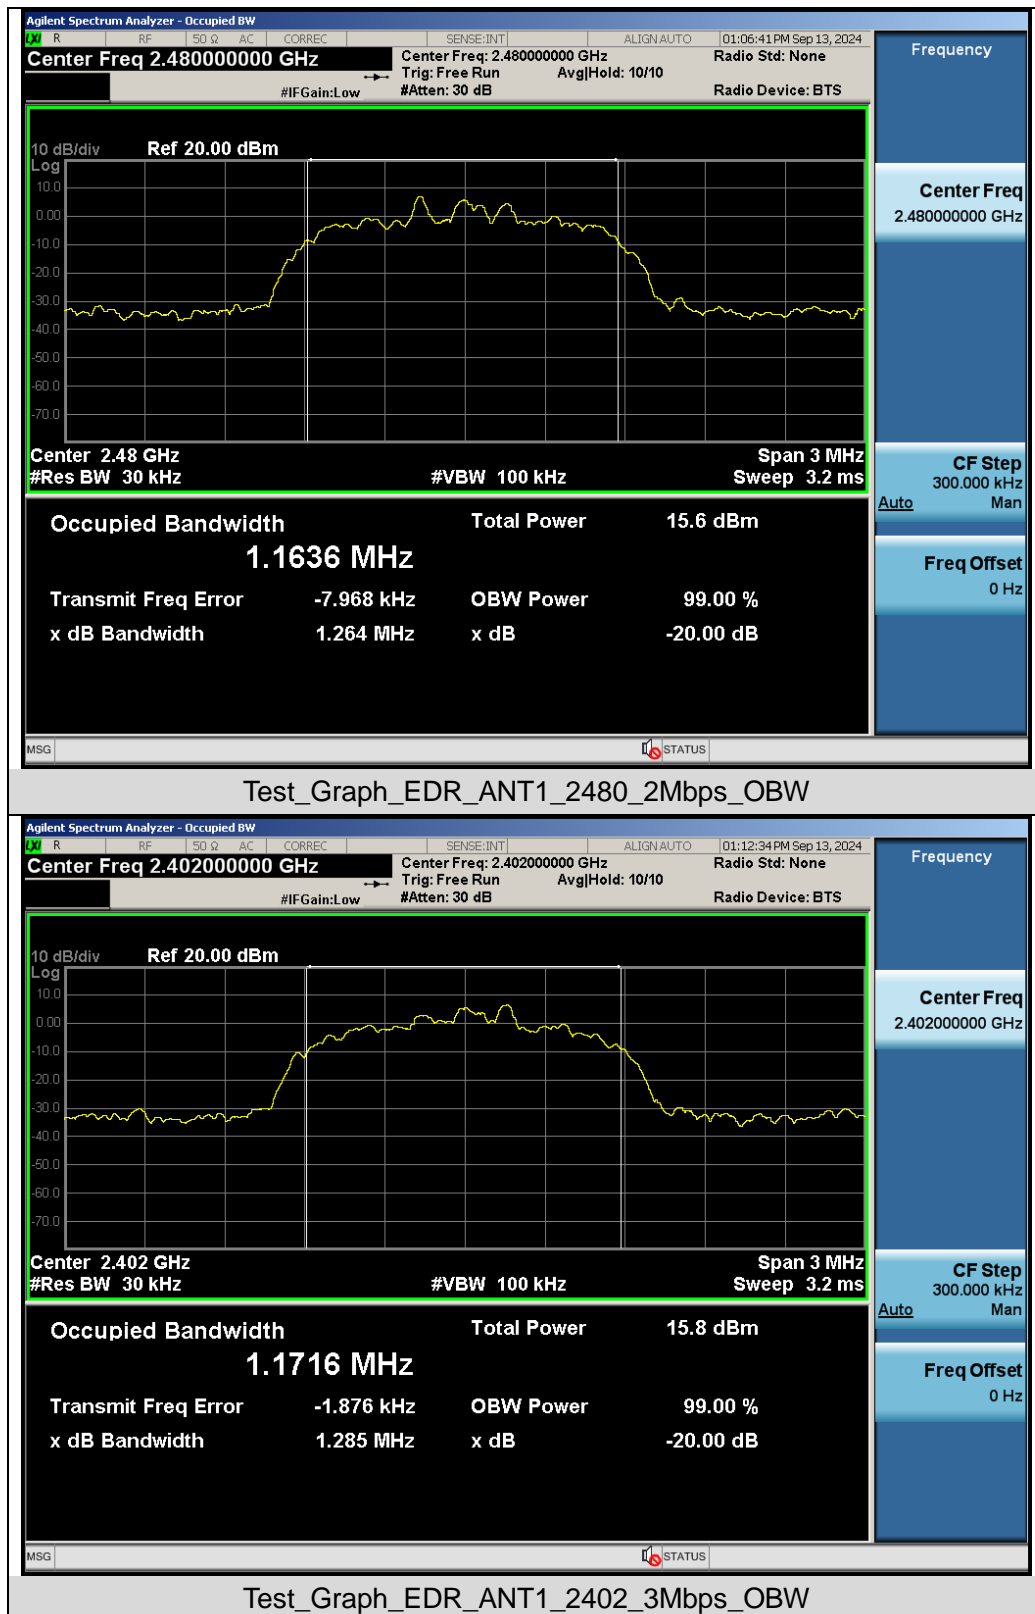 Agilent Spectrum Analyzer - Occupied BW
LXI R RF 50 Ω AC CORREC SENSE:INT ALIGN AUTO 01:06:41 PM Sep 13, 2024
Center Freq 2.480000000 GHz
Center Freq: 2.480000000 GHz
Radio Std: None
Trig: Free Run Avg|Hold: 10/10
#IFGain:Low #Atten: 30 dB Radio Device: BTS
Frequency
10 dB/div Ref 20.00 dBm
Log
10.0
0.00
-10.0
-20.0
-30.0
-40.0
-50.0
-60.0
-70.0
Center 2.48 GHz Span 3 MHz
#Res BW 30 kHz #VBW 100 kHz Sweep 3.2 ms
Center Freq
2.480000000 GHz
CF Step
300.000 kHz
Auto Man
Freq Offset
0 Hz
Occupied Bandwidth Total Power 15.6 dBm
1.1636 MHz
Transmit Freq Error -7.968 kHz OBW Power 99.00 %
x dB Bandwidth 1.264 MHz x dB -20.00 dB
MSG STATUS
Test_Graph_EDR_ANT1_2480_2Mbps_OBW
Agilent Spectrum Analyzer - Occupied BW
LXI R RF 50 Ω AC CORREC SENSE:INT ALIGN AUTO 01:12:34 PM Sep 13, 2024
Center Freq 2.402000000 GHz
Center Freq: 2.402000000 GHz
Radio Std: None
Trig: Free Run Avg|Hold: 10/10
#IFGain:Low #Atten: 30 dB Radio Device: BTS
Frequency
10 dB/div Ref 20.00 dBm
Log
10.0
0.00
-10.0
-20.0
-30.0
-40.0
-50.0
-60.0
-70.0
Center 2.402 GHz Span 3 MHz
#Res BW 30 kHz #VBW 100 kHz Sweep 3.2 ms
Center Freq
2.402000000 GHz
CF Step
300.000 kHz
Auto Man
Freq Offset
0 Hz
Occupied Bandwidth Total Power 15.8 dBm
1.1716 MHz
Transmit Freq Error -1.876 kHz OBW Power 99.00 %
x dB Bandwidth 1.285 MHz x dB -20.00 dB
MSG STATUS
Test_Graph_EDR_ANT1_2402_3Mbps_OBW